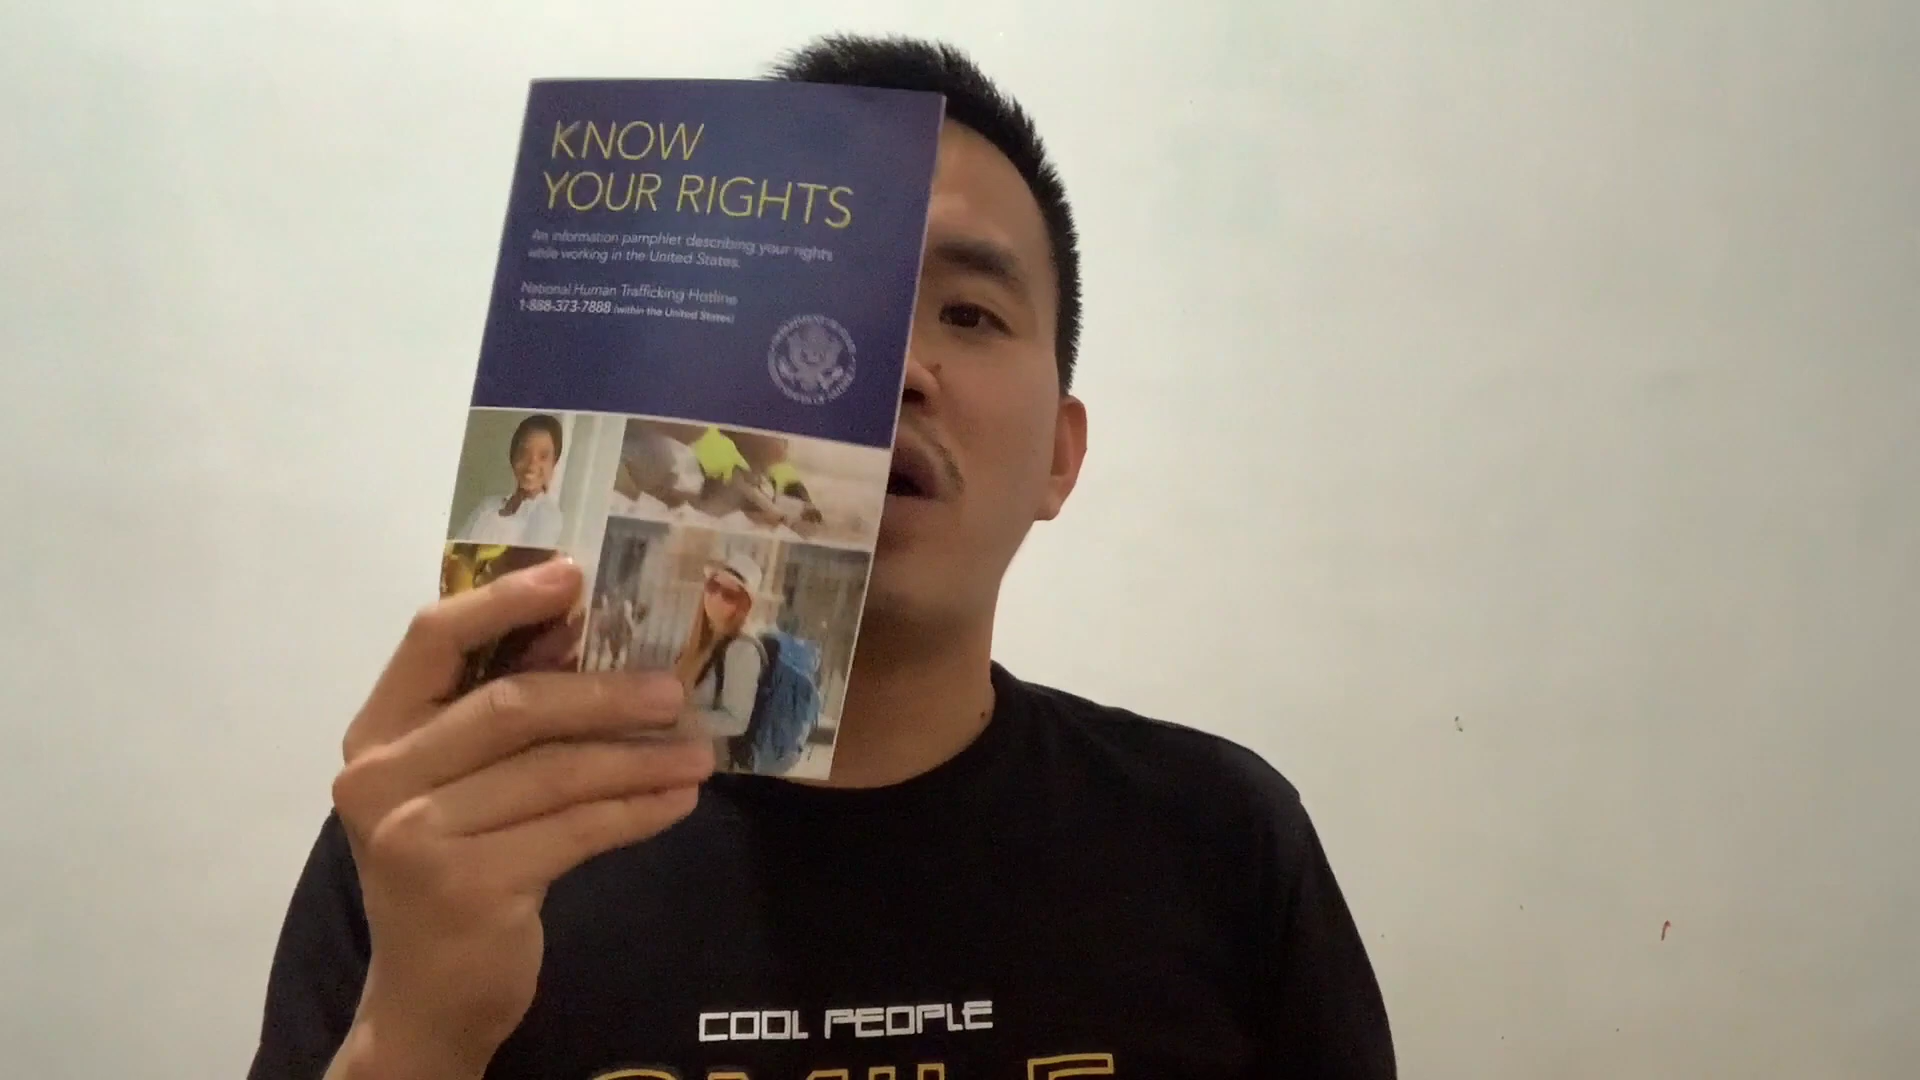 KNOW
YOUR RIGHTS
An information pamphlet describing your rights
while working in the United States.
National Human Trafficking Hotline
1-888-373-7888 (within the United States)
COOL PEOPLE
SMILE